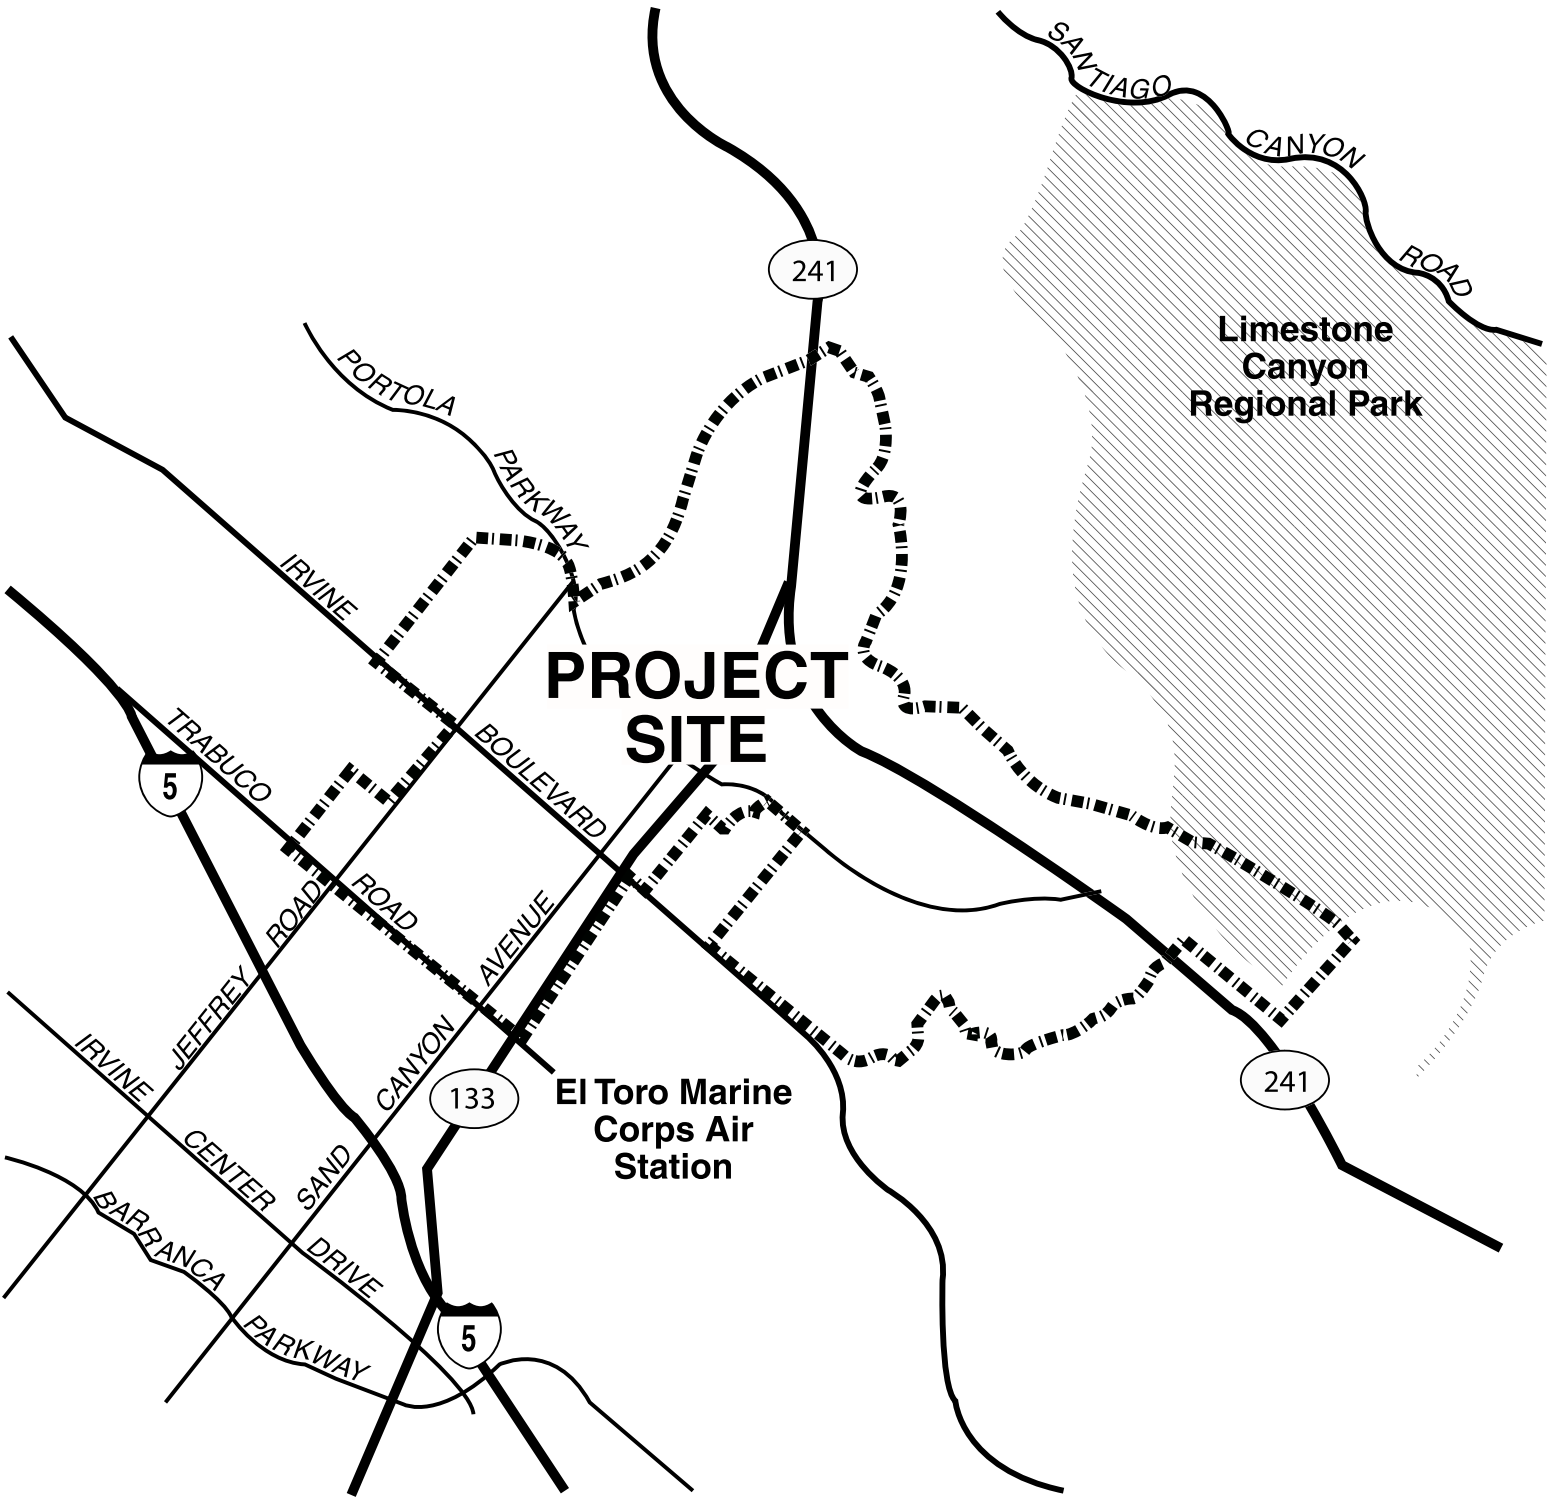 SANTIAGO
CANYON
ROAD
241
Limestone
Canyon
Regional Park
PORTOLA
PARKWAY
IRVINE
BOULEVARD
PROJECT
SITE
TRABUCO
ROAD
5
JEFFREY
ROAD
SAND
CANYON
AVENUE
133
El Toro Marine
Corps Air
Station
241
IRVINE
CENTER
DRIVE
BARRANCA
PARKWAY
5